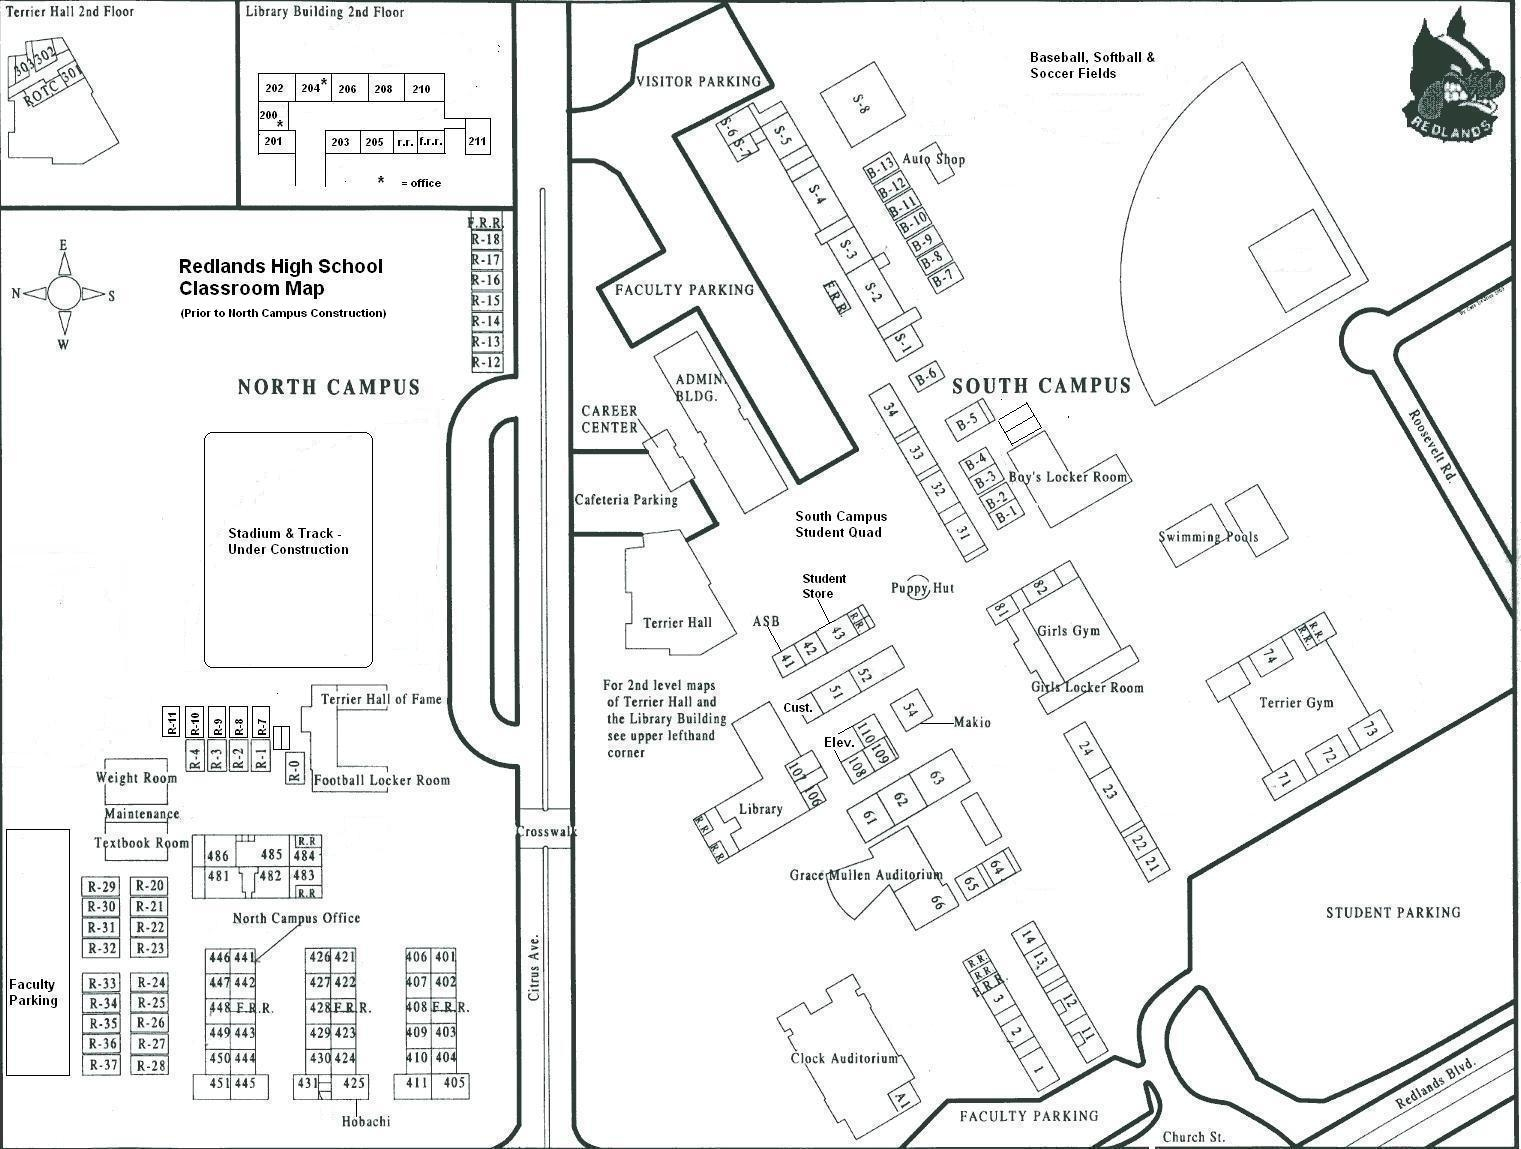 Terrier Hall 2nd Floor
303 302
ROTC 301
Library Building 2nd Floor
202 204* 206 208 210
200
*
201 203 205 r.r. f.r.r. 211
* = office
E
N S
W
Redlands High School
Classroom Map
(Prior to North Campus Construction)
F.R.R.
R-18
R-17
R-16
R-15
R-14
R-13
R-12
NORTH CAMPUS
Stadium & Track -
Under Construction
Terrier Hall of Fame
R-11 R-10 R-9 R-8 R-7
R-4 R-3 R-2 R-1 R-0
Football Locker Room
Weight Room
Maintenance
Textbook Room
486 485 R.R
484
481 482 483
R.R
North Campus Office
R-29 R-20
R-30 R-21
R-31 R-22
R-32 R-23
R-33 R-24
R-34 R-25
R-35 R-26
R-36 R-27
R-37 R-28
Faculty
Parking
446 441 426 421 406 401
447 442 427 422 407 402
448 F.R.R. 428 F.R.R. 408 F.R.R.
449 443 429 423 409 403
450 444 430 424 410 404
451 445 431 425 411 405
Hobachi
Crosswalk
Citrus Ave.
VISITOR PARKING
FACULTY PARKING
S-6
S-7
S-5
S-4
S-3
S-2
S-1
S-8
F.R.R.
Auto Shop
B-13
B-12
B-11
B-10
B-9
B-8
B-7
B-6
B-5
B-4
B-3
B-2
B-1
Baseball, Softball &
Soccer Fields
REDLANDS
SOUTH CAMPUS
Roosevelt Rd.
ADMIN.
BLDG.
CAREER
CENTER
Cafeteria Parking
Terrier Hall
34
33
32
31
Boy's Locker Room
Swimming Pools
South Campus
Student Quad
Puppy Hut
Student
Store
ASB
41 42 43 R.R.
51 52
Cust.
54
Makio
81 82
Girls Gym
Girls Locker Room
74 R.R. R.R.
Terrier Gym
71 72 73
For 2nd level maps
of Terrier Hall and
the Library Building
see upper lefthand
corner
Elev.
110
109
108
107
106
Library
R.R
R.R
61 62 63
Grace Mullen Auditorium
66
65 64
24
23
22
21
STUDENT PARKING
14
13
12
11
R.R.
R.R.
F.R.R.
3
2
1
Clock Auditorium
A1
FACULTY PARKING
Church St.
Redlands Blvd.